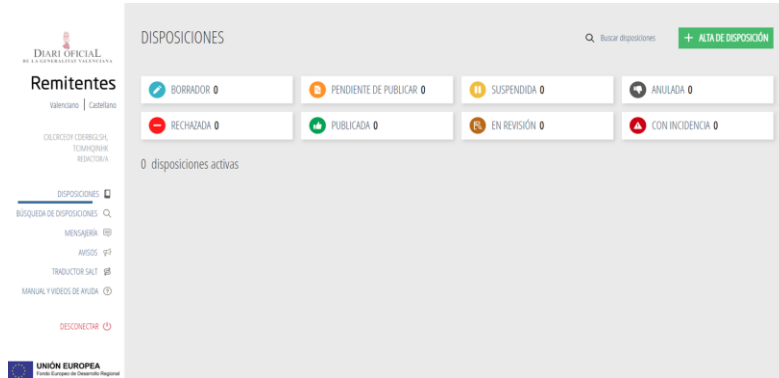 DIARI OFICIAL
DE LA GENERALITAT VALENCIANA
Remitentes
Valenciano | Castellano
REDACTOR/A
DISPOSICIONES
BÚSQUEDA DE DISPOSICIONES
MENSAJERÍA
AVISOS
TRADUCTOR SALT
MANUAL Y VIDEOS DE AYUDA
DESCONECTAR
UNIÓN EUROPEA
Fondo Europeo de Desarrollo Regional
DISPOSICIONES
Buscar disposiciones
+ ALTA DE DISPOSICIÓN
BORRADOR 0
PENDIENTE DE PUBLICAR 0
SUSPENDIDA 0
ANULADA 0
RECHAZADA 0
PUBLICADA 0
EN REVISIÓN 0
CON INCIDENCIA 0
0 disposiciones activas